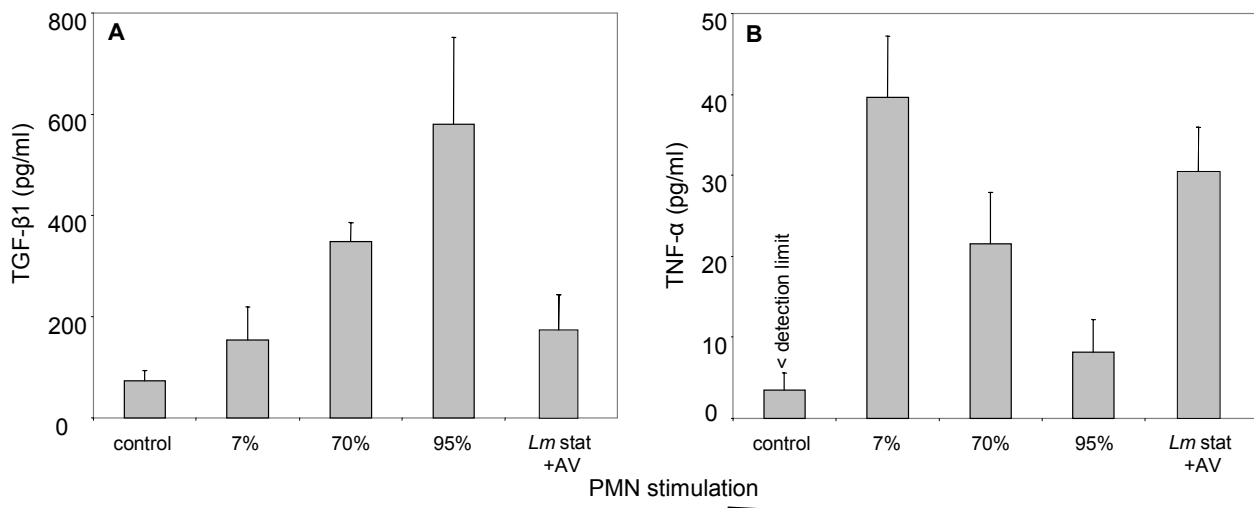 A
TGF-β1 (pg/ml)
800
600
400
200
0
control
7%
70%
95%
Lm stat
+AV
B
TNF-α (pg/ml)
50
40
30
20
10
0
< detection limit
control
7%
70%
95%
Lm stat
+AV
PMN stimulation